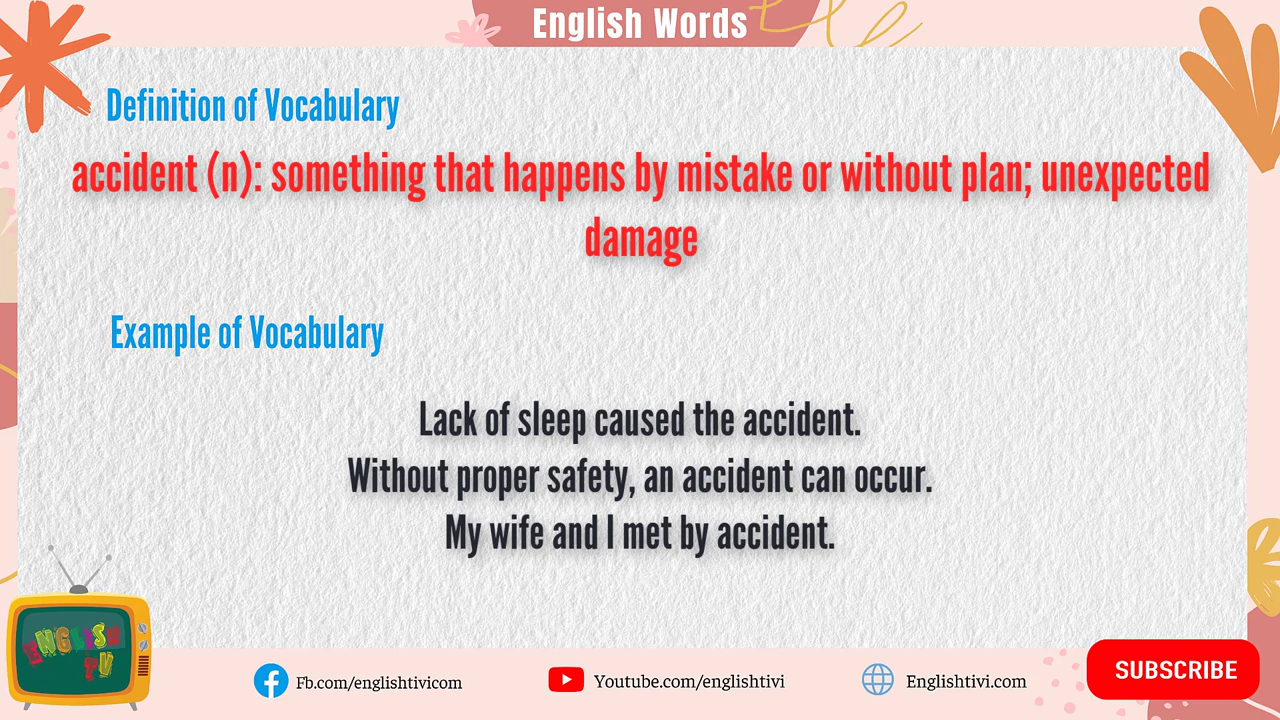 English Words
Definition of Vocabulary
accident (n): something that happens by mistake or without plan; unexpected
damage
Example of Vocabulary
Lack of sleep caused the accident.
Without proper safety, an accident can occur.
My wife and I met by accident.
ENGLISH
TV
Fb.com/englishtivicom
Youtube.com/englishtivi
Englishtivi.com
SUBSCRIBE